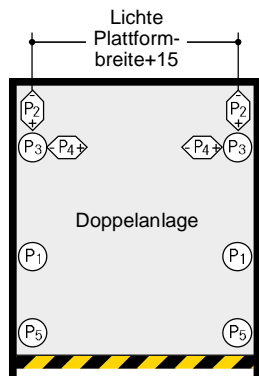 Lichte
Plattform-
breite+15
- -
P2 P2
+ +
P3 -P4+ -P4+ P3
Doppelanlage
P1 P1
P5 P5